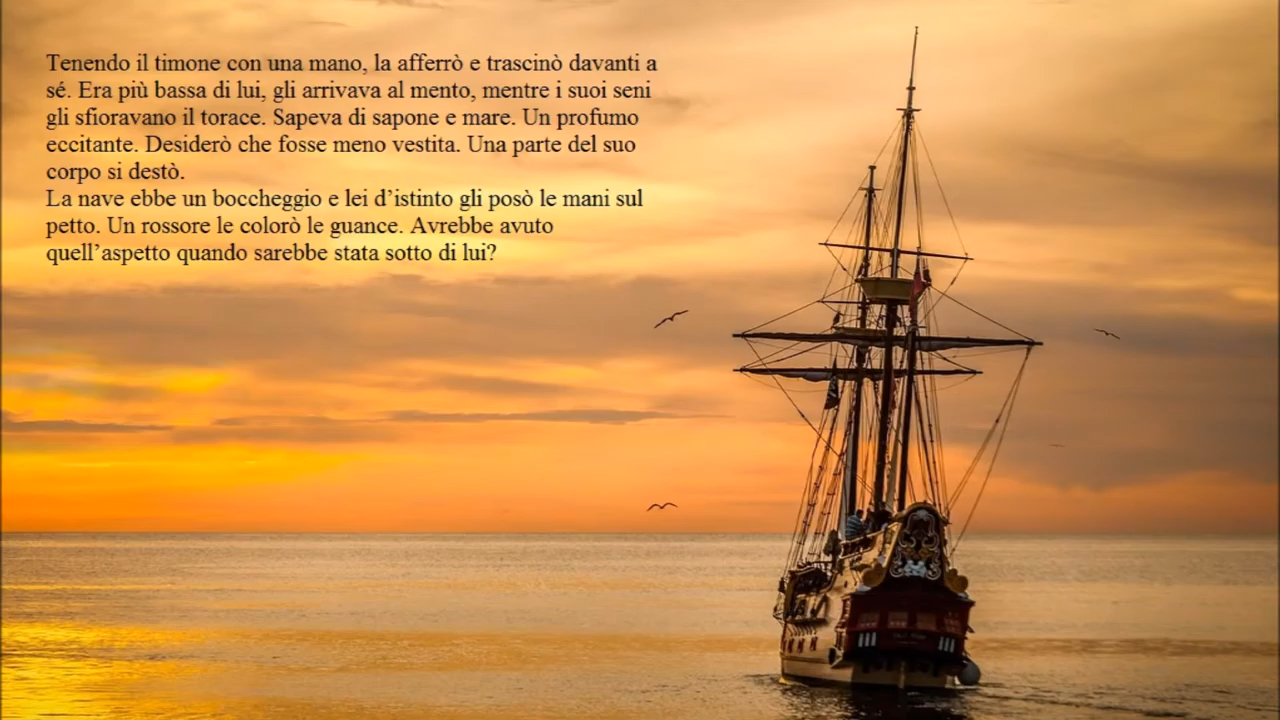 Tenendo il timone con una mano, la afferrò e trascinò davanti a
sé. Era più bassa di lui, gli arrivava al mento, mentre i suoi seni
gli sfioravano il torace. Sapeva di sapone e mare. Un profumo
eccitante. Desiderò che fosse meno vestita. Una parte del suo
corpo si destò.
La nave ebbe un boccheggio e lei d’istinto gli posò le mani sul
petto. Un rossore le colorò le guance. Avrebbe avuto
quell’aspetto quando sarebbe stata sotto di lui?